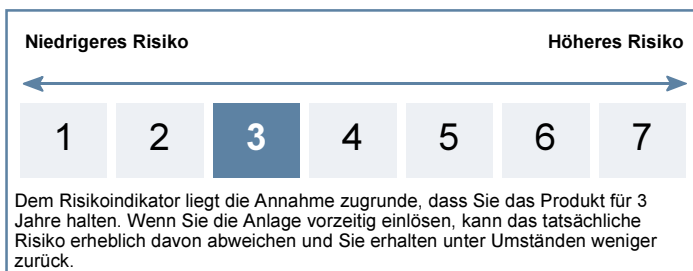 Niedrigeres Risiko Höheres Risiko
1 2 3 4 5 6 7
Dem Risikoindikator liegt die Annahme zugrunde, dass Sie das Produkt für 3
Jahre halten. Wenn Sie die Anlage vorzeitig einlösen, kann das tatsächliche
Risiko erheblich davon abweichen und Sie erhalten unter Umständen weniger
zurück.